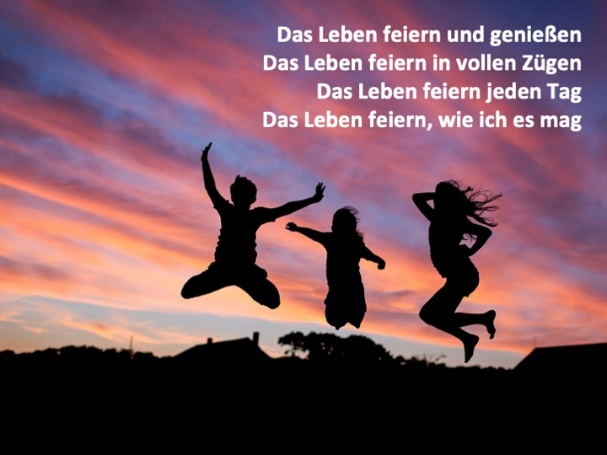 Das Leben feiern und genießen
Das Leben feiern in vollen Zügen
Das Leben feiern jeden Tag
Das Leben feiern, wie ich es mag